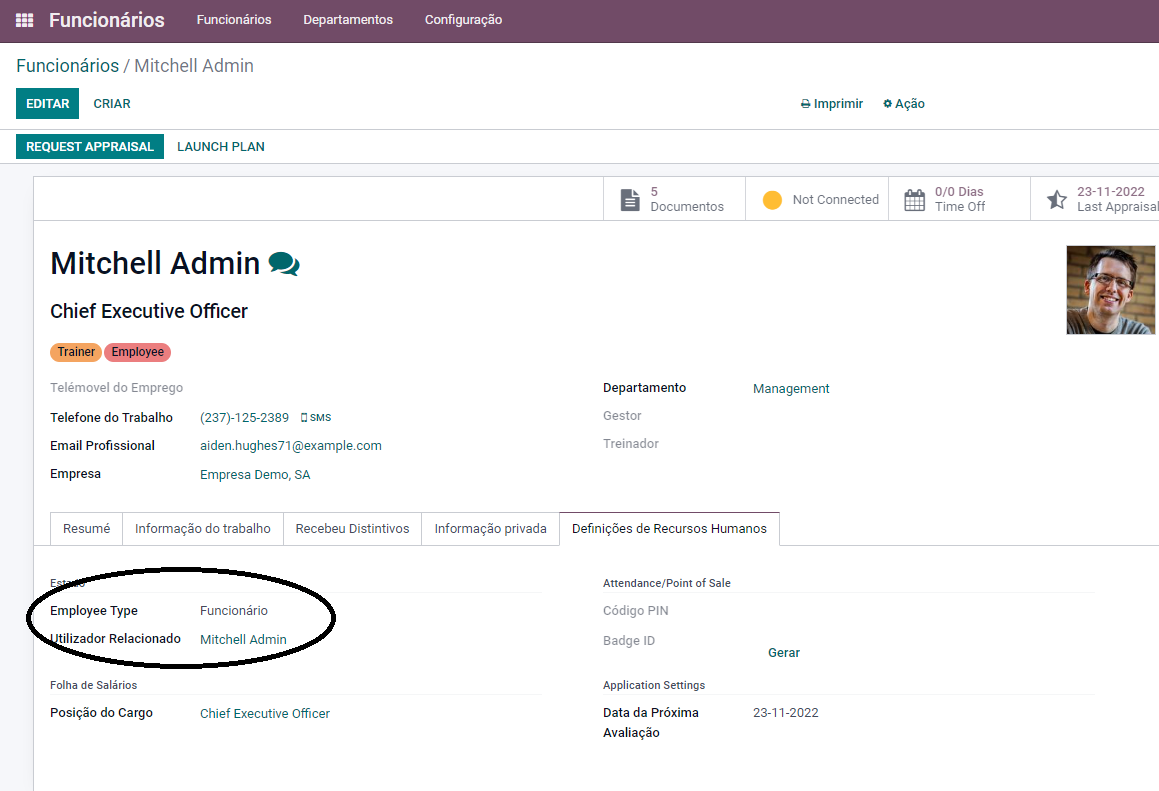 Funcionários Funcionários Departamentos Configuração
Funcionários / Mitchell Admin
EDITAR CRIAR Imprimir Ação
REQUEST APPRAISAL LAUNCH PLAN
5 0/0 Dias 23-11-2022
Documentos Not Connected Time Off Last Appraisal
Mitchell Admin
Chief Executive Officer
Trainer Employee
Telémovel do Emprego
Telefone do Trabalho (237)-125-2389 SMS
Email Profissional aiden.hughes71@example.com
Empresa Empresa Demo, SA
Departamento Management
Gestor
Treinador
Resumé Informação do trabalho Recebeu Distintivos Informação privada Definições de Recursos Humanos
Estado
Employee Type Funcionário
Utilizador Relacionado Mitchell Admin
Attendance/Point of Sale
Código PIN
Badge ID
Gerar
Folha de Salários
Posição do Cargo Chief Executive Officer
Application Settings
Data da Próxima 23-11-2022
Avaliação